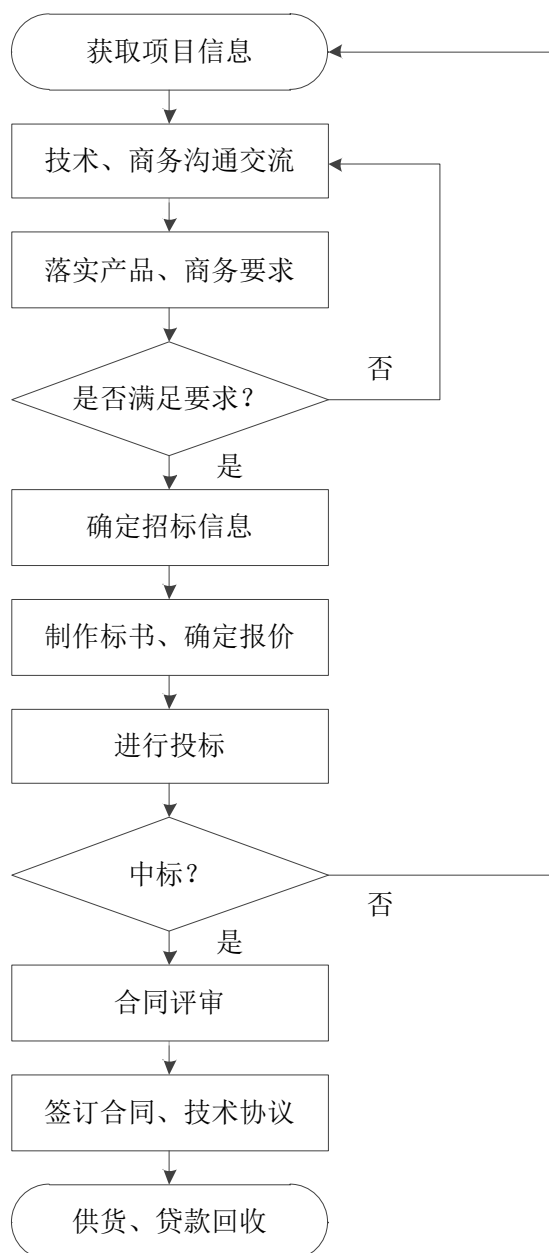 获取项目信息
技术、商务沟通交流
落实产品、商务要求
是否满足要求？
否
是
确定招标信息
制作标书、确定报价
进行投标
中标？
否
是
合同评审
签订合同、技术协议
供货、贷款回收